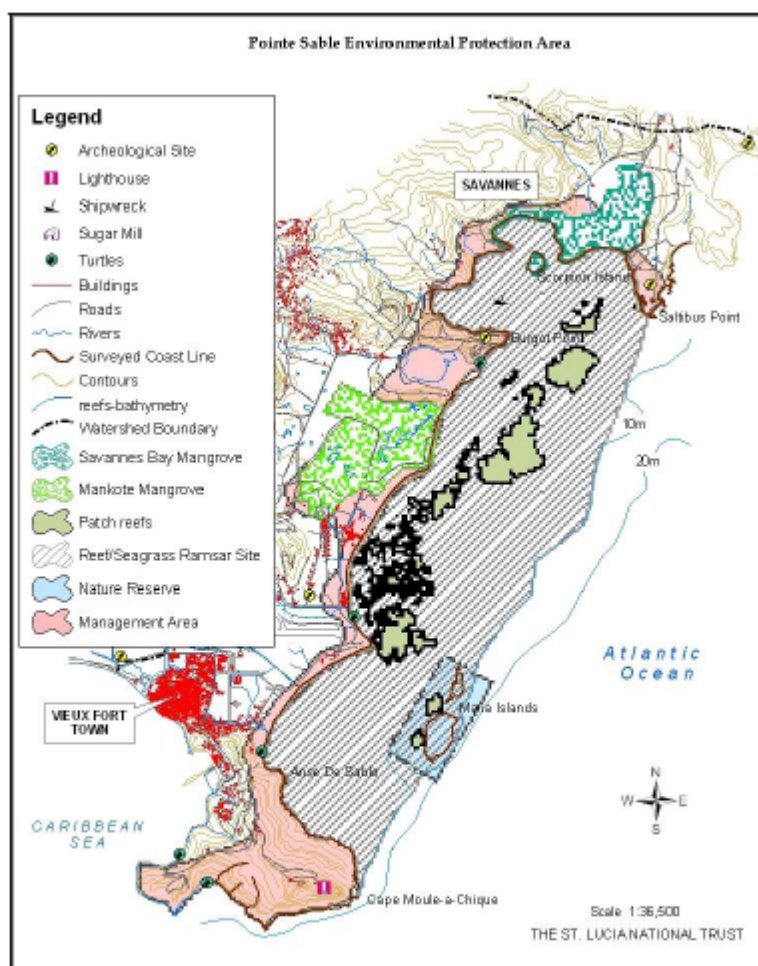 Pointe Sable Environmental Protection Area
Legend
Archeological Site
Lighthouse
Shipwreck
Sugar Mill
Turtles
Buildings
Roads
Rivers
Surveyed Coast Line
Contours
reefs-bathymetry
Watershed Boundary
Savannes Bay Mangrove
Mankote Mangrove
Patch reefs
Reef/Seagrass Ramsar Site
Nature Reserve
Management Area
SAVANNES
Scorpion Island
Saltibus Point
Burgot Point
10m
20m
Atlantic
Ocean
Maria Islands
VIEUX FORT
TOWN
Anse De Sable
CARIBBEAN
SEA
N
W E
S
Cape Moule-a-Chique
Scale 1:36,500
THE ST. LUCIA NATIONAL TRUST